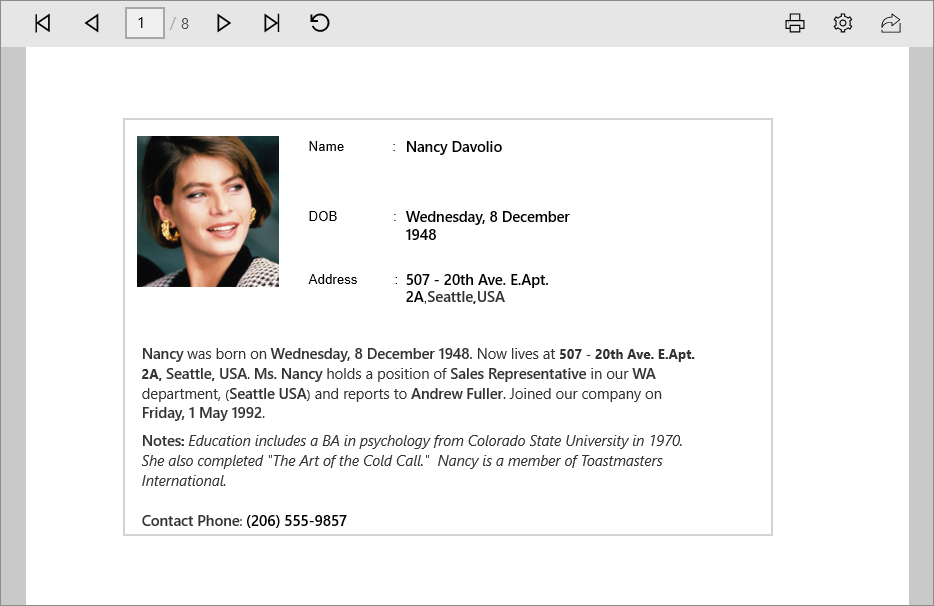 1 / 8
Name : Nancy Davolio
DOB : Wednesday, 8 December
1948
Address : 507 - 20th Ave. E.Apt.
2A,Seattle,USA
Nancy was born on Wednesday, 8 December 1948. Now lives at 507 - 20th Ave. E.Apt.
2A, Seattle, USA. Ms. Nancy holds a position of Sales Representative in our WA
department, (Seattle USA) and reports to Andrew Fuller. Joined our company on
Friday, 1 May 1992.
Notes: Education includes a BA in psychology from Colorado State University in 1970.
She also completed "The Art of the Cold Call."  Nancy is a member of Toastmasters
International.
Contact Phone: (206) 555-9857